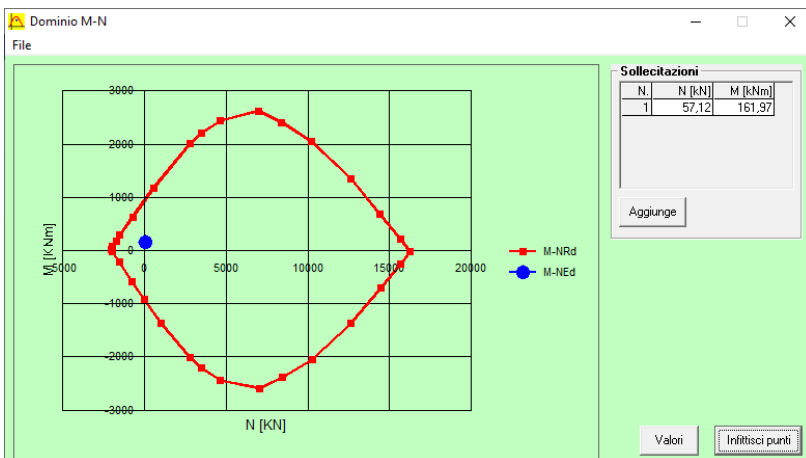 Dominio M-N
File
3000
2000
1000
0
-1000
-2000
-3000
M [KNm]
-5000 0 5000 10000 15000 20000
N [KN]
M-NRd
M-NEd
Sollecitazioni
N. N [kN] M [kNm]
1 57,12 161,97
Aggiunge
Valori
Infittisci punti